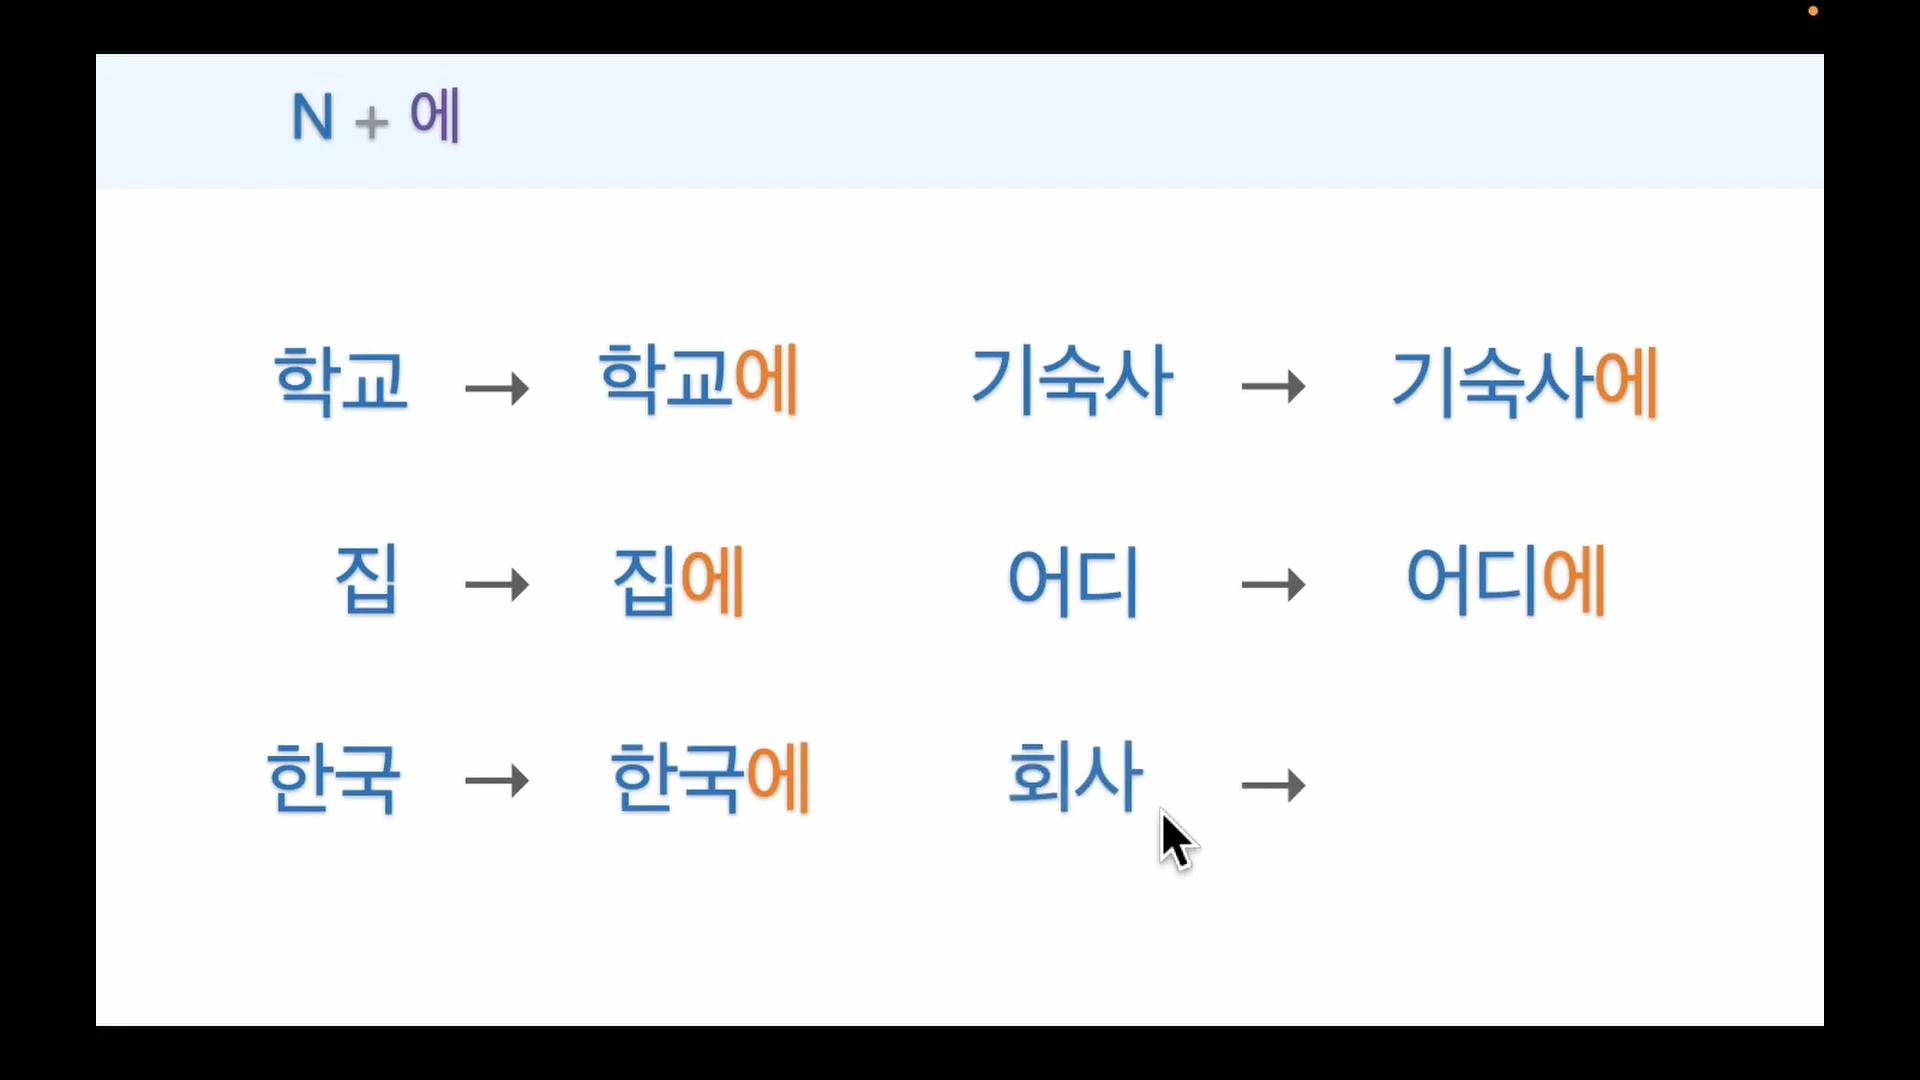 N + 에
학교 → 학교에 기숙사 → 기숙사에
집 → 집에 어디 → 어디에
한국 → 한국에 회사 →